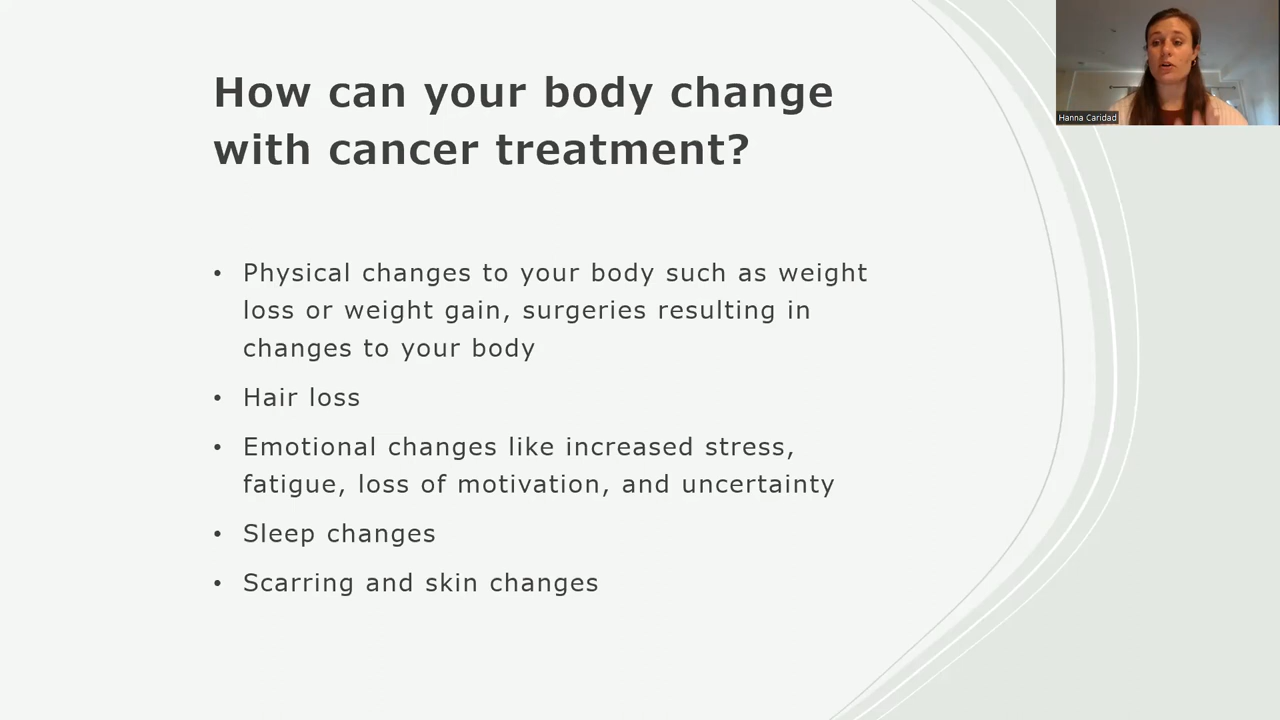 How can your body change
with cancer treatment?
• Physical changes to your body such as weight
loss or weight gain, surgeries resulting in
changes to your body
• Hair loss
• Emotional changes like increased stress,
fatigue, loss of motivation, and uncertainty
• Sleep changes
• Scarring and skin changes
Hanna Caridad